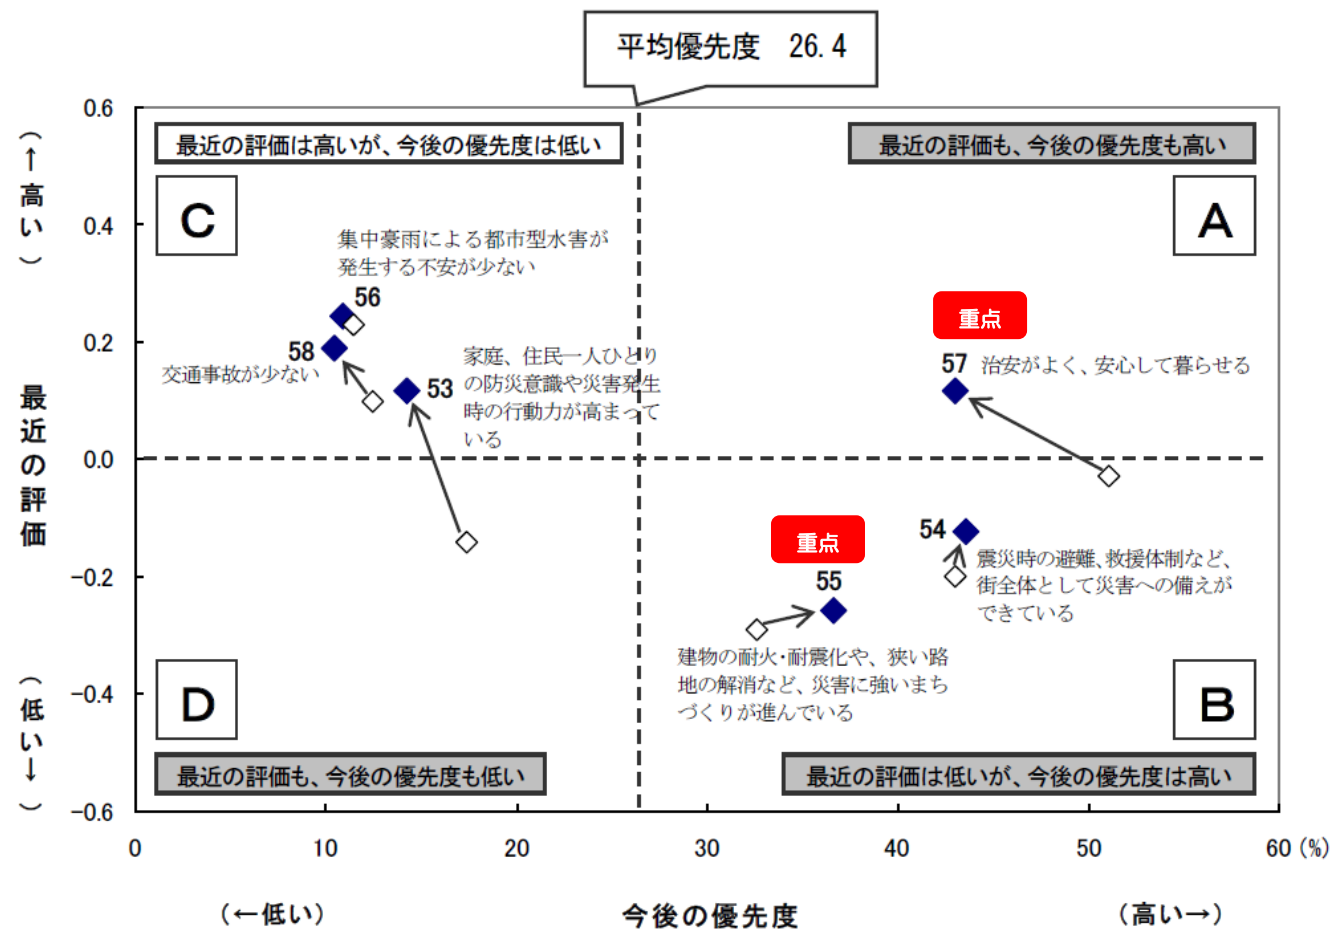 平均優先度 26.4
0.6
0.4
0.2
0.0
-0.2
-0.4
-0.6
(↑高い)
最近の評価
(低い↓)
最近の評価は高いが、今後の優先度は低い
最近の評価も、今後の優先度も高い
C
A
集中豪雨による都市型水害が
発生する不安が少ない
56
58
交通事故が少ない
53
家庭、住民一人ひとり
の防災意識や災害発生
時の行動力が高まって
いる
重点
57
治安がよく、安心して暮らせる
重点
54
震災時の避難、救援体制など、
街全体として災害への備えが
できている
55
建物の耐火・耐震化や、狭い路
地の解消など、災害に強いまち
づくりが進んでいる
D
B
最近の評価も、今後の優先度も低い
最近の評価は低いが、今後の優先度は高い
0
10
20
30
40
50
60 (%)
(←低い)
今後の優先度
(高い→)